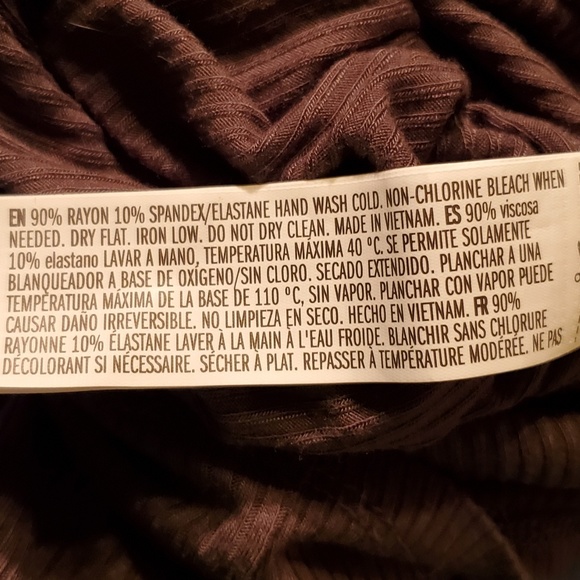 EN 90% RAYON 10% SPANDEX/ELASTANE HAND WASH COLD. NON-CHLORINE BLEACH WHEN
NEEDED. DRY FLAT. IRON LOW. DO NOT DRY CLEAN. MADE IN VIETNAM. ES 90% viscosa
10% elastano LAVAR A MANO, TEMPERATURA MÁXIMA 40 ºC. SE PERMITE SOLAMENTE
BLANQUEADOR A BASE DE OXÍGENO/SIN CLORO. SECADO EXTENDIDO. PLANCHAR A UNA
TEMPERATURA MÁXIMA DE LA BASE DE 110 ºC, SIN VAPOR. PLANCHAR CON VAPOR PUEDE
CAUSAR DAÑO IRREVERSIBLE. NO LIMPIEZA EN SECO. HECHO EN VIETNAM. FR 90%
RAYONNE 10% ÉLASTANE LAVER À LA MAIN À L'EAU FROIDE. BLANCHIR SANS CHLORURE
DÉCOLORANT SI NÉCESSAIRE. SÉCHER À PLAT. REPASSER À TEMPÉRATURE MODÉRÉE. NE PAS